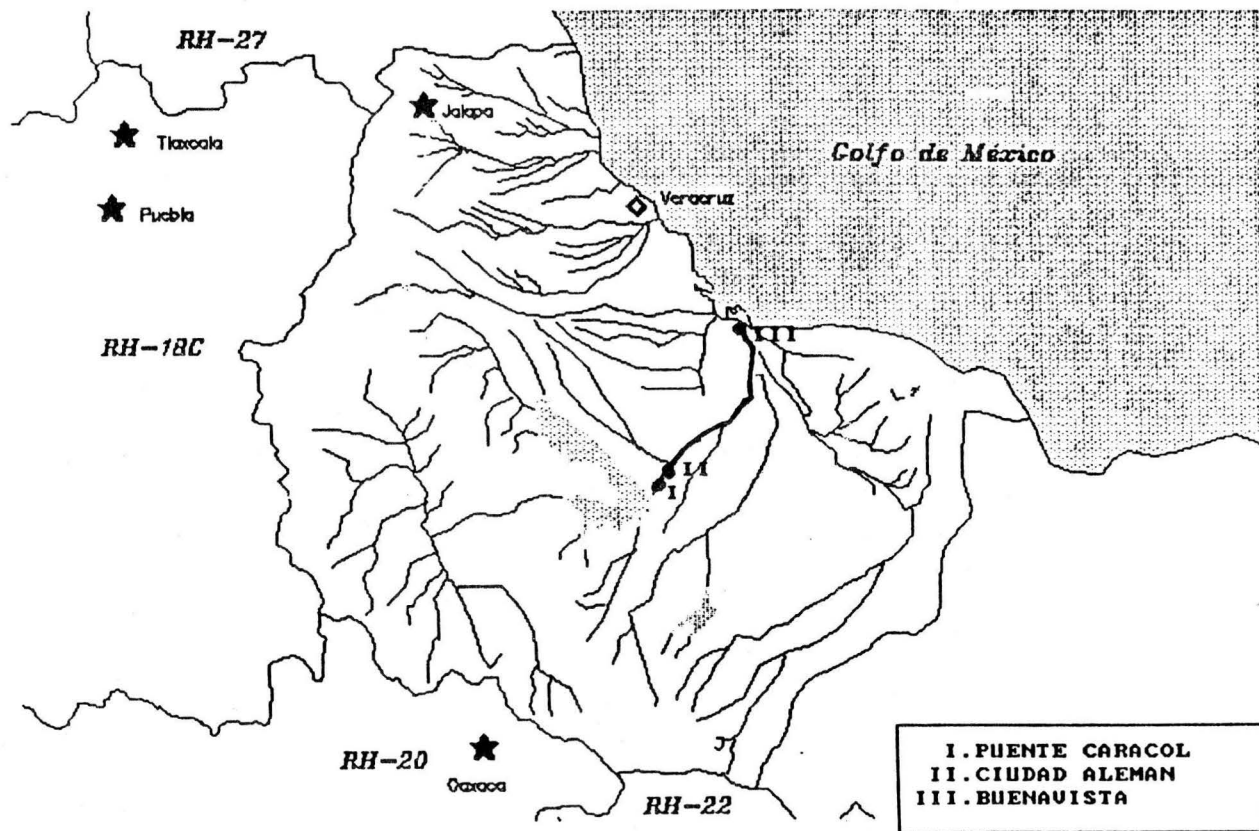 RH-27
Jalapa
Tlaxcala
Golfo de México
Veracruz
Puebla
III
RH-18C
II
I
I.PUENTE CARACOL
II.CIUDAD ALEMAN
III.BUENAVISTA
RH-20
Oaxaca
RH-22